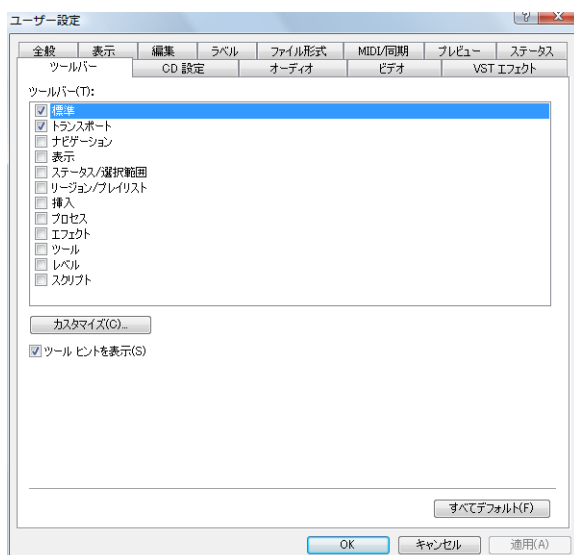 ユーザー設定
全般 表示 編集 ラベル ファイル形式 MIDI/同期 プレビュー ステータス
ツールバー CD 設定 オーディオ ビデオ VST エフェクト
ツールバー(T):
標準
トランスポート
ナビゲーション
表示
ステータス/選択範囲
リージョン/プレイリスト
挿入
プロセス
エフェクト
ツール
レベル
スクリプト
カスタマイズ(C)...
ツール ヒントを表示(S)
すべてデフォルト(F)
OK キャンセル 適用(A)